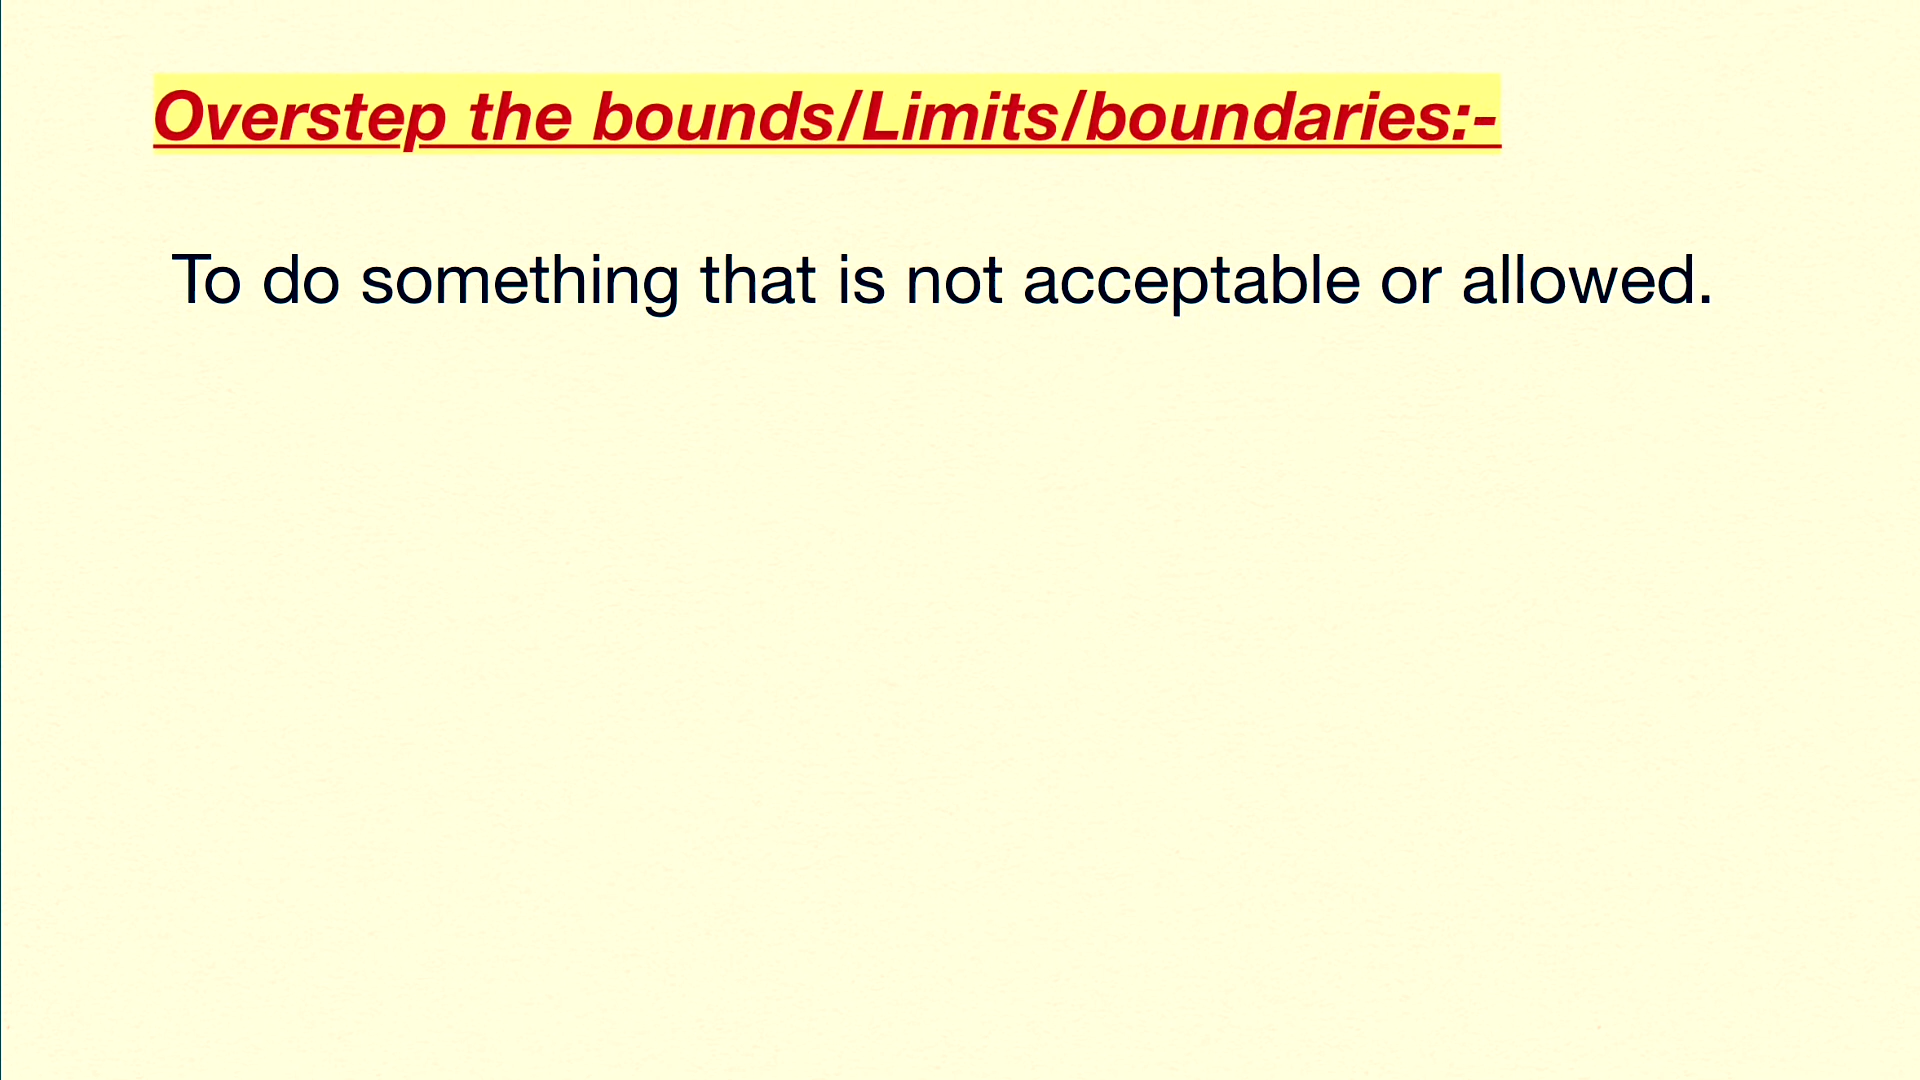 Overstep the bounds/Limits/boundaries:-
To do something that is not acceptable or allowed.